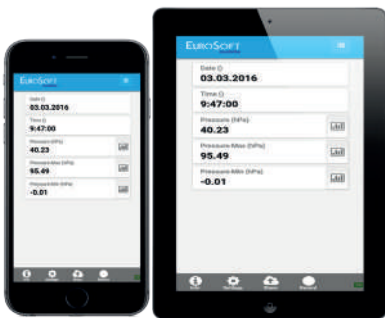 EUROSOFT
Date ()
03.03.2016
Time ()
9:47:00
Pressure (hPa)
40.23
Pressure-Max (hPa)
95.49
Pressure-Min (hPa)
-0.01
EUROSOFT
Date ()
03.03.2016
Time ()
9:47:00
Pressure (hPa)
40.23
Pressure-Max (hPa)
95.49
Pressure-Min (hPa)
-0.01